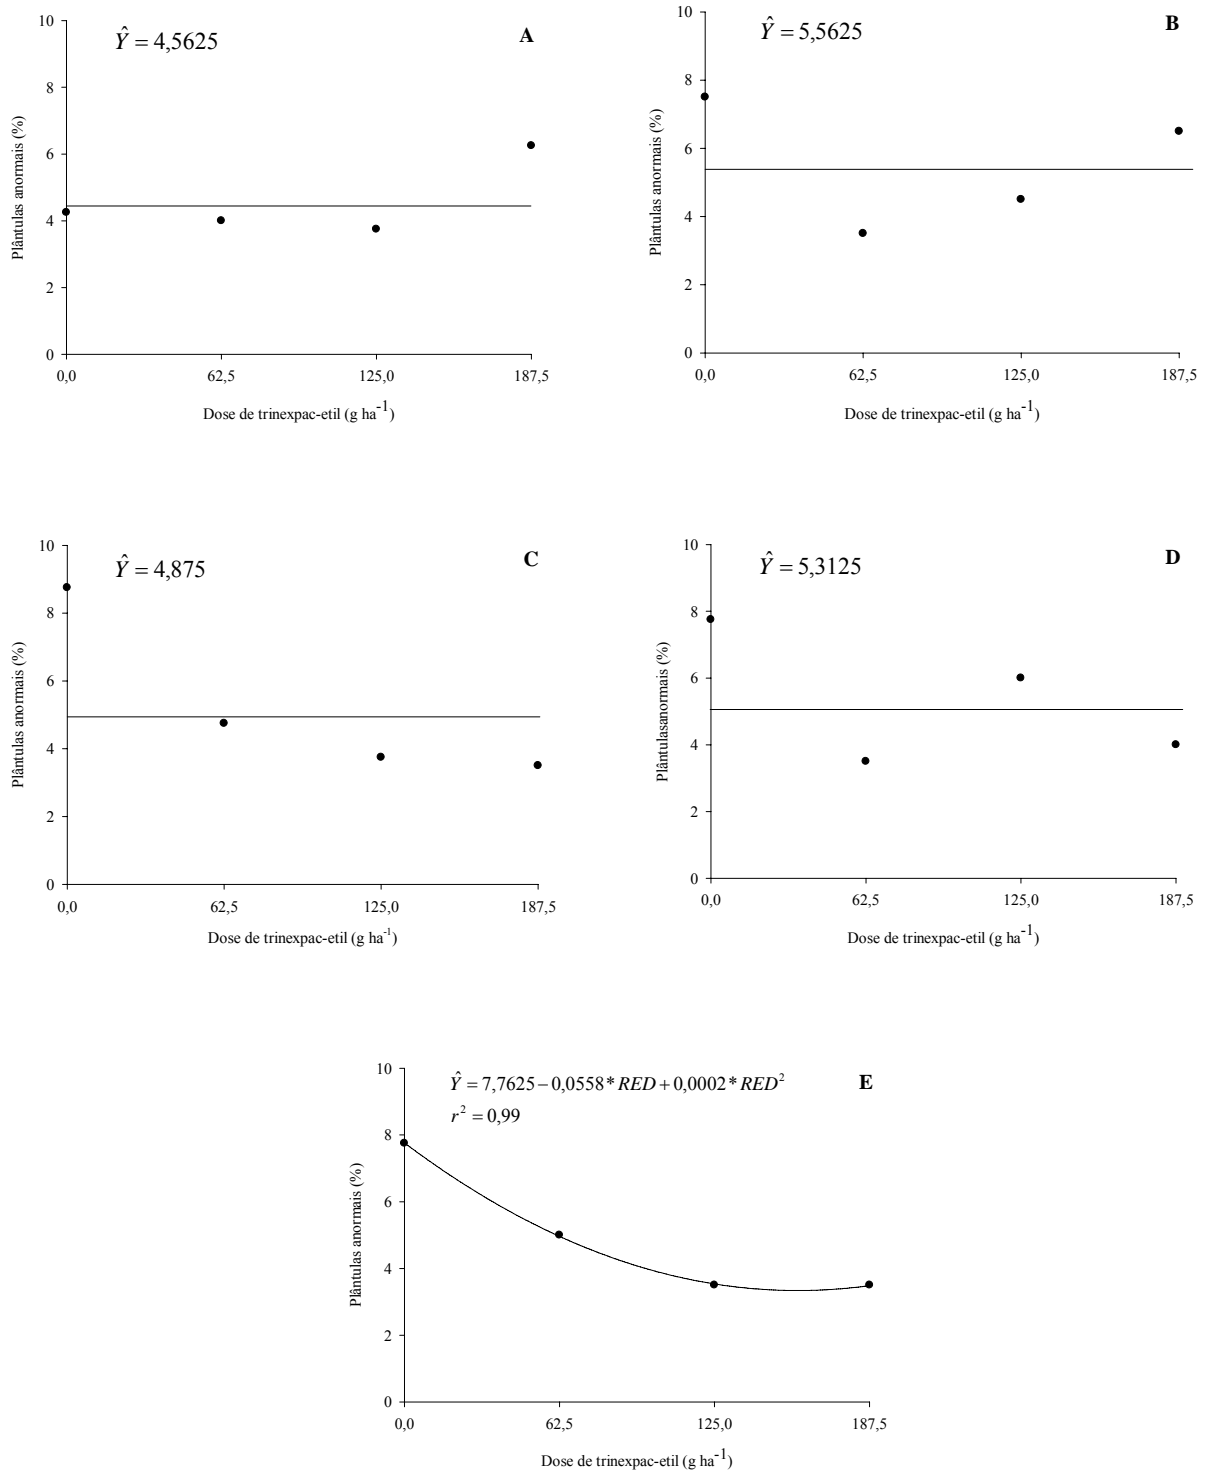 Ŷ = 4,5625
A
10
8
6
4
2
0
Plântulas anormais (%)
0,0 62,5 125,0 187,5
Dose de trinexpac-etil (g ha⁻¹)
Ŷ = 5,5625
B
10
8
6
4
2
0
Plântulas anormais (%)
0,0 62,5 125,0 187,5
Dose de trinexpac-etil (g ha⁻¹)
Ŷ = 4,875
C
10
8
6
4
2
0
Plântulas anormais (%)
0,0 62,5 125,0 187,5
Dose de trinexpac-etil (g ha⁻¹)
Ŷ = 5,3125
D
10
8
6
4
2
0
Plântulasanormais (%)
0,0 62,5 125,0 187,5
Dose de trinexpac-etil (g ha⁻¹)
Ŷ = 7,7625 − 0,0558 * RED + 0,0002 * RED²
r² = 0,99
E
10
8
6
4
2
0
Plântulas anormais (%)
0,0 62,5 125,0 187,5
Dose de trinexpac-etil (g ha⁻¹)